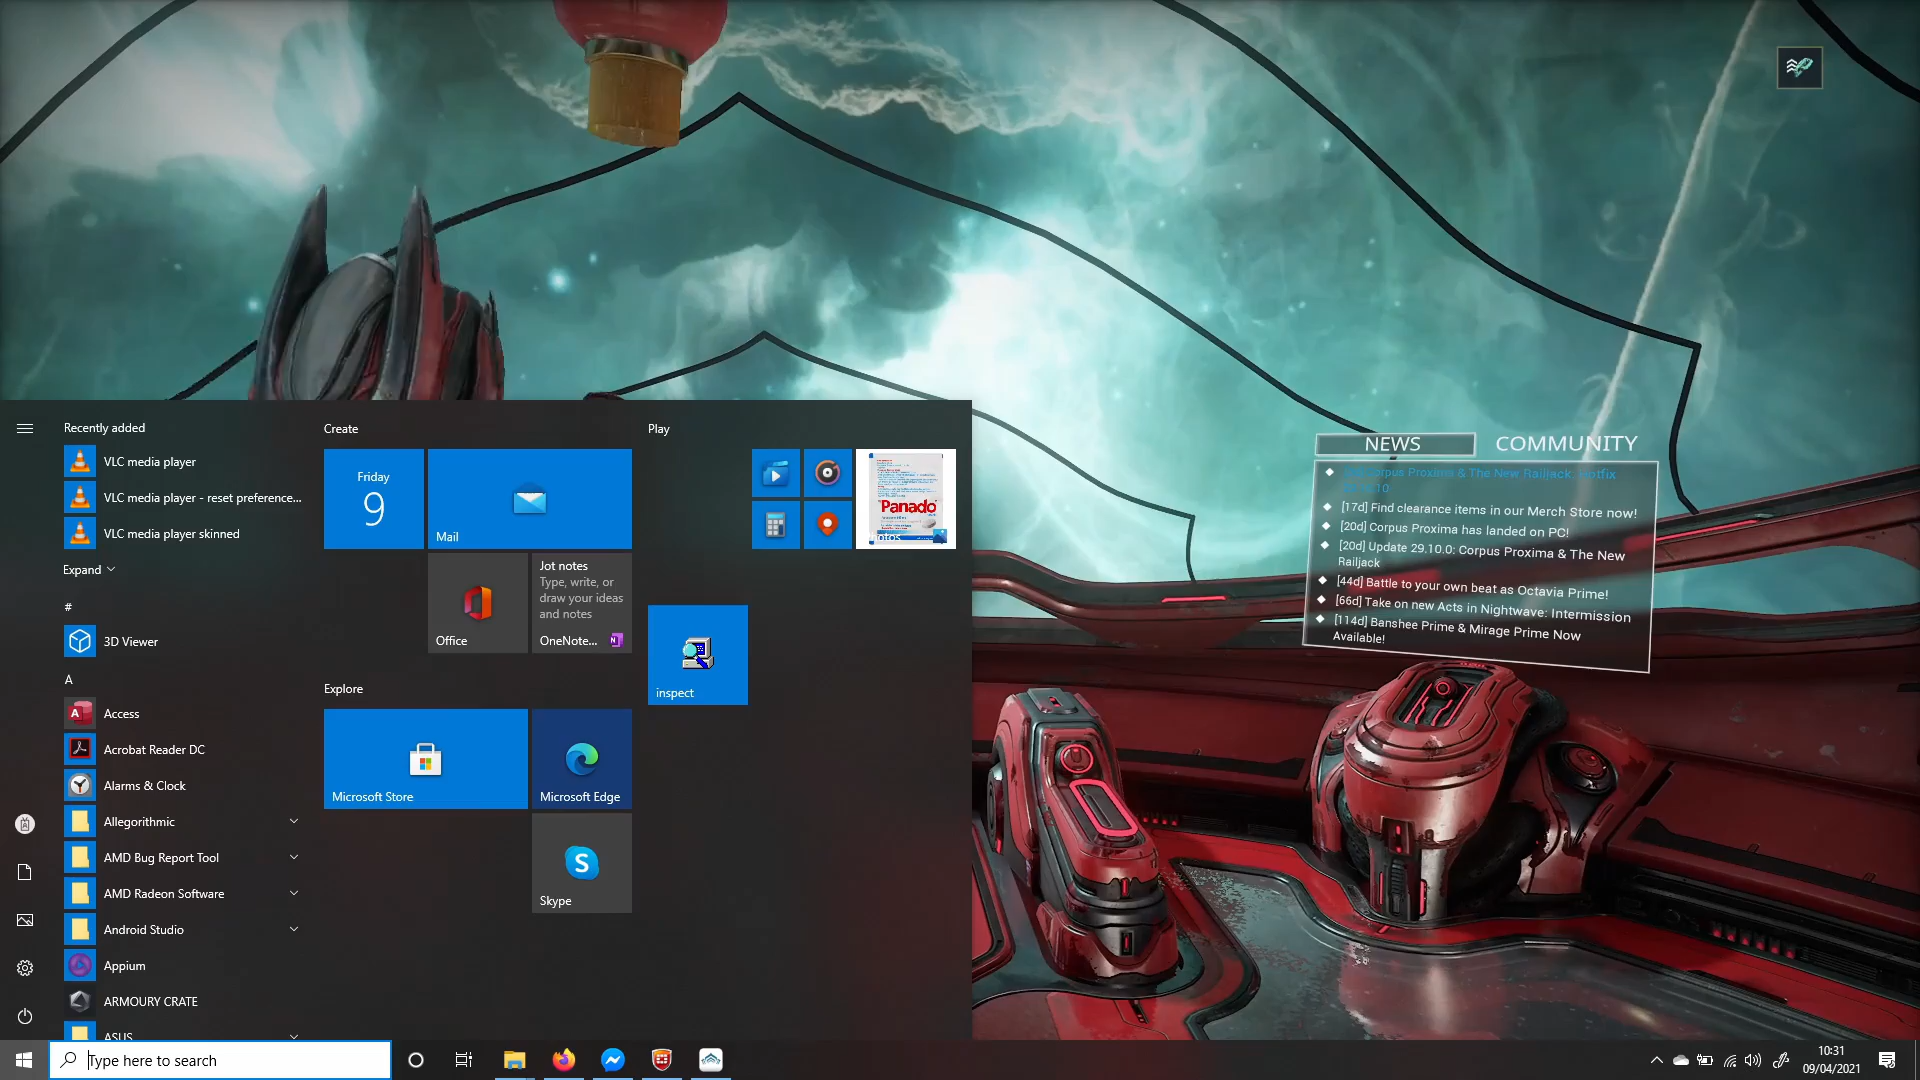 Recently added
VLC media player
VLC media player - reset preference...
VLC media player skinned
Expand
#
3D Viewer
A
Access
Acrobat Reader DC
Alarms & Clock
Allegorithmic
AMD Bug Report Tool
AMD Radeon Software
Android Studio
Appium
ARMOURY CRATE
ASUS
Create
Friday
9
Mail
Office
Jot notes
Type, write, or
draw your ideas
and notes
OneNote...
Explore
Microsoft Store
Microsoft Edge
Skype
Play
Panado
inspect
NEWS
COMMUNITY
Corpus Proxima & The New Railjack:
[17d] Find clearance items in our Merch Store now!
[20d] Corpus Proxima has landed on PC!
[20d] Update 29.10.0: Corpus Proxima & The New
Railjack
[44d] Battle to your own beat as Octavia Prime!
[66d] Take on new Acts in Nightwave: Intermission
[114d] Banshee Prime & Mirage Prime Now
Available!
Type here to search
10:31
09/04/2021